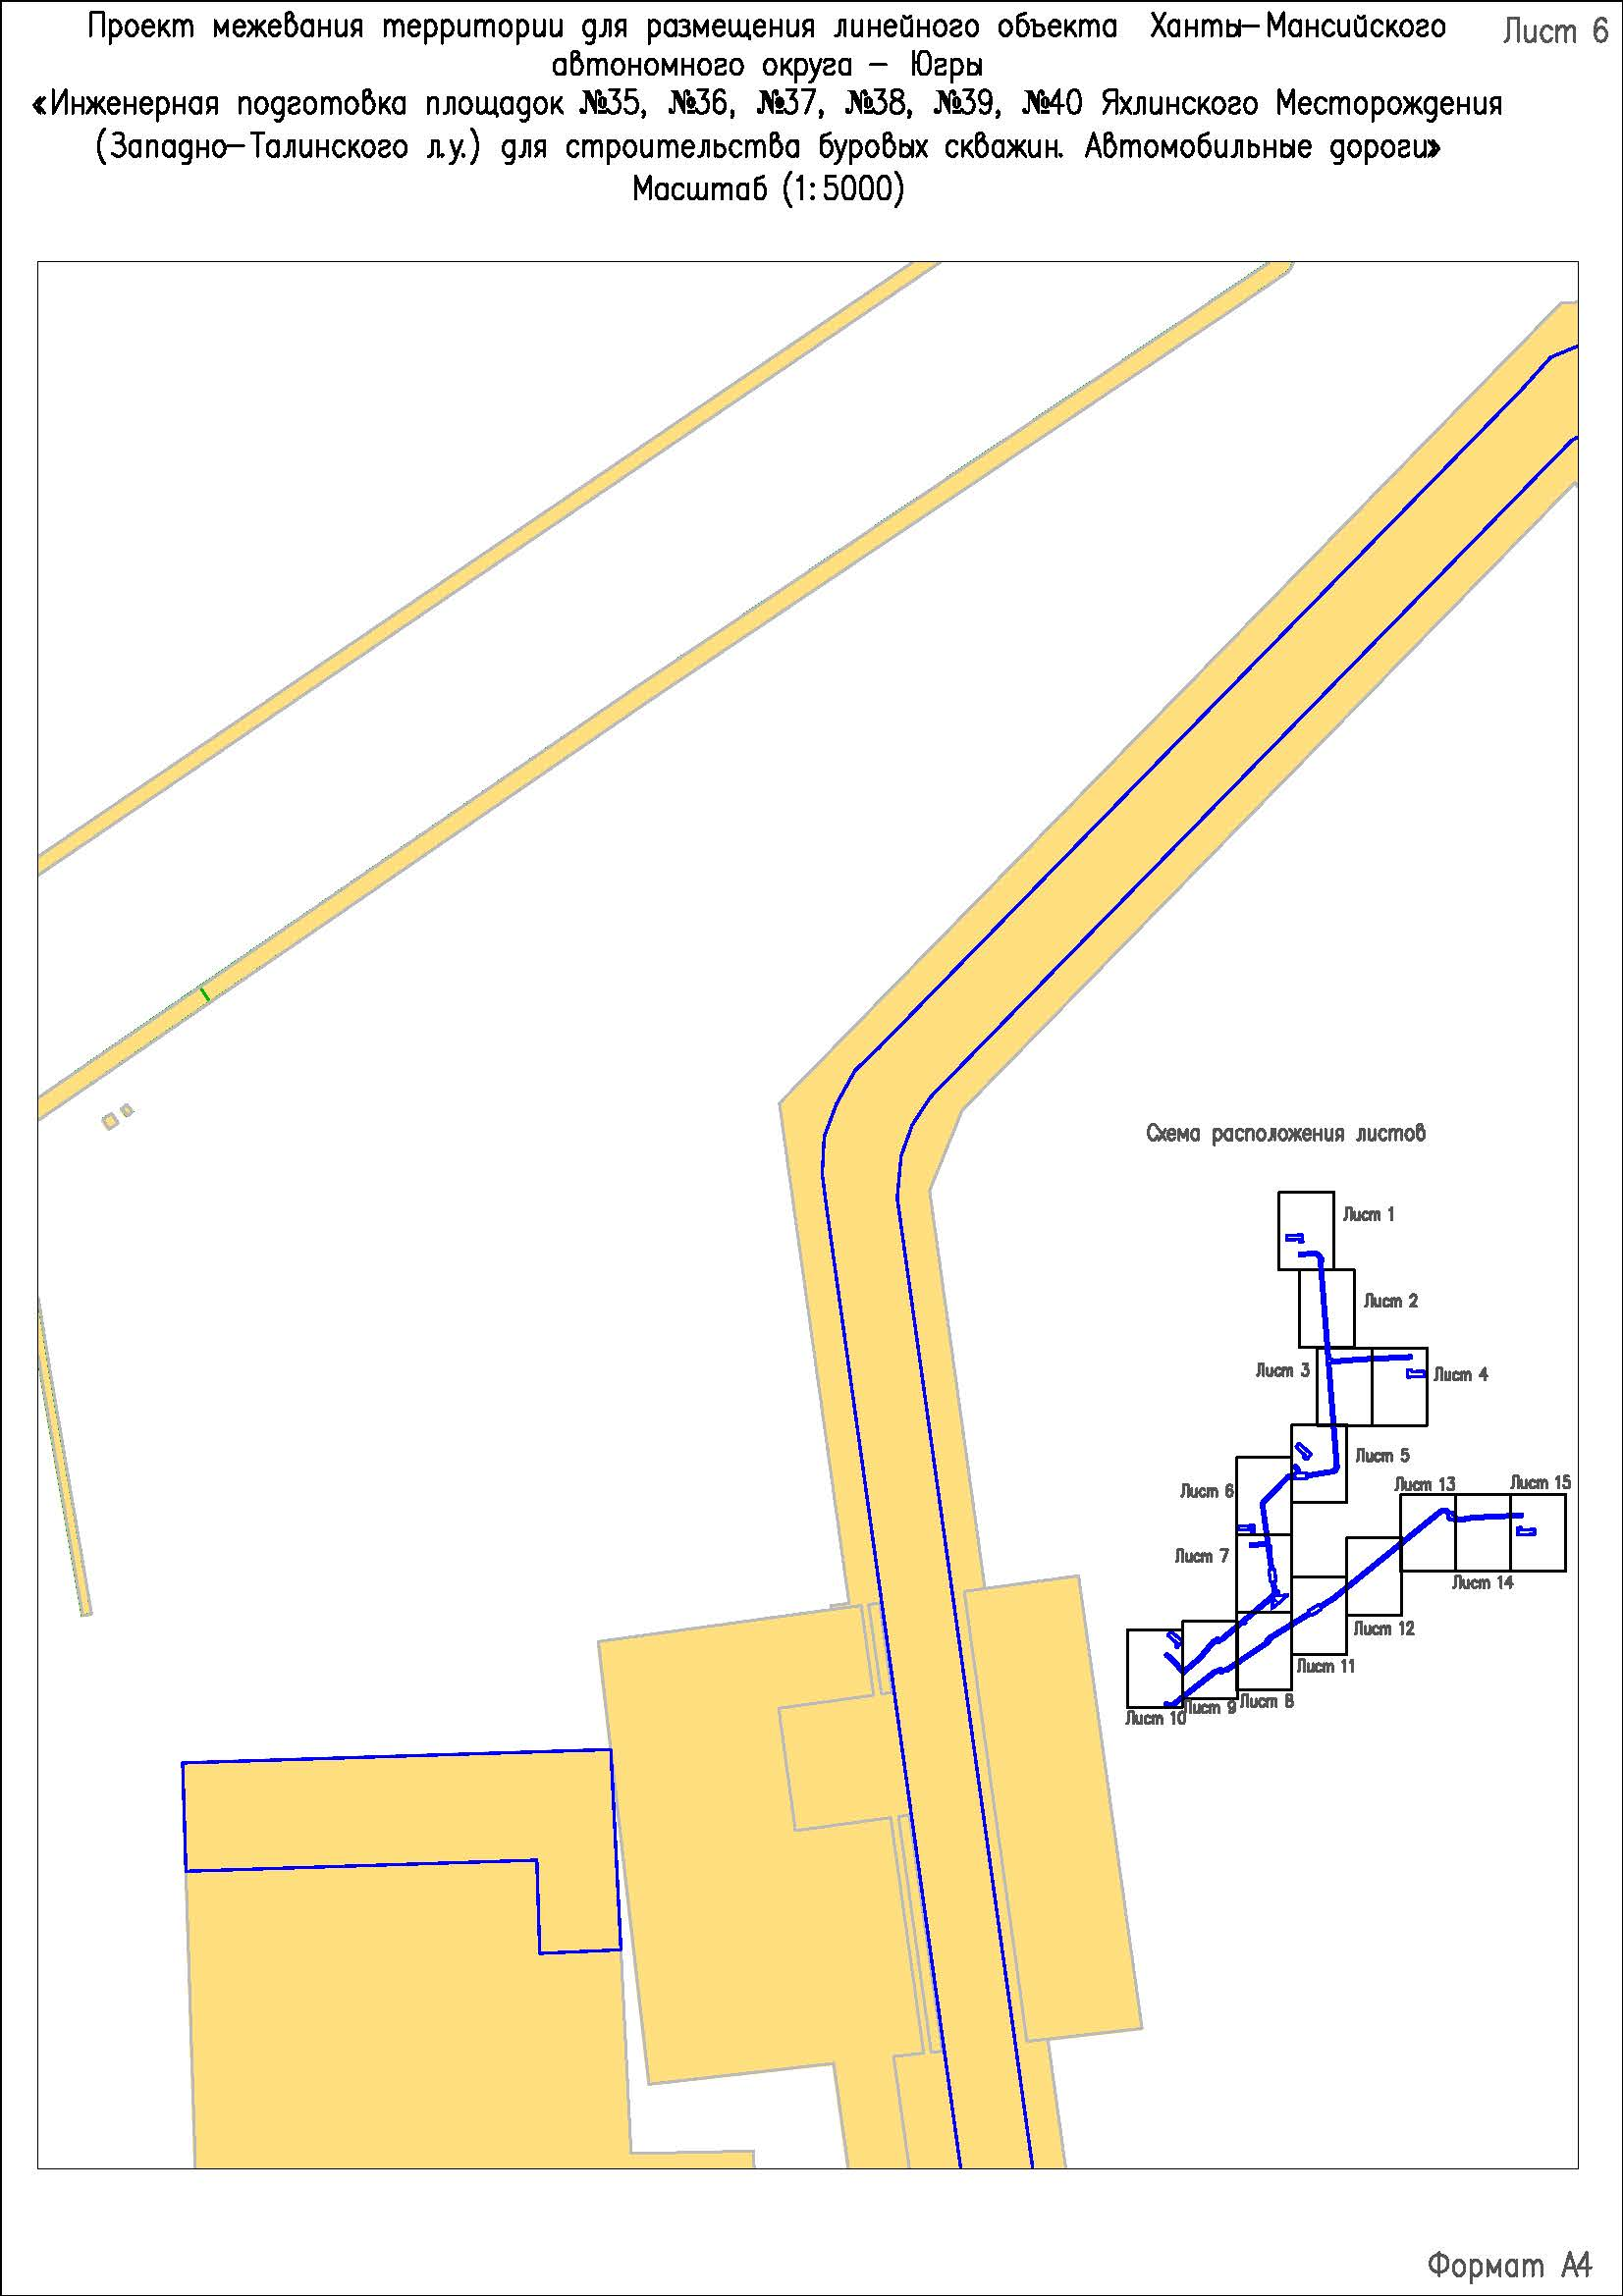 Проект межевания территории для размещения линейного объекта Ханты-Мансийского
Лист 6
автономного округа - Югры
«Инженерная подготовка площадок №35, №36, №37, №38, №39, №40 Яхлинского Месторождения
(Западно-Талинского л.у.) для строительства буровых скважин. Автомобильные дороги»
Масштаб (1:5000)
Схема расположения листов
Лист 1
Лист 2
Лист 3
Лист 4
Лист 5
Лист 6
Лист 13
Лист 15
Лист 7
Лист 14
Лист 12
Лист 11
Лист 8
Лист 9
Лист 10
Формат А4